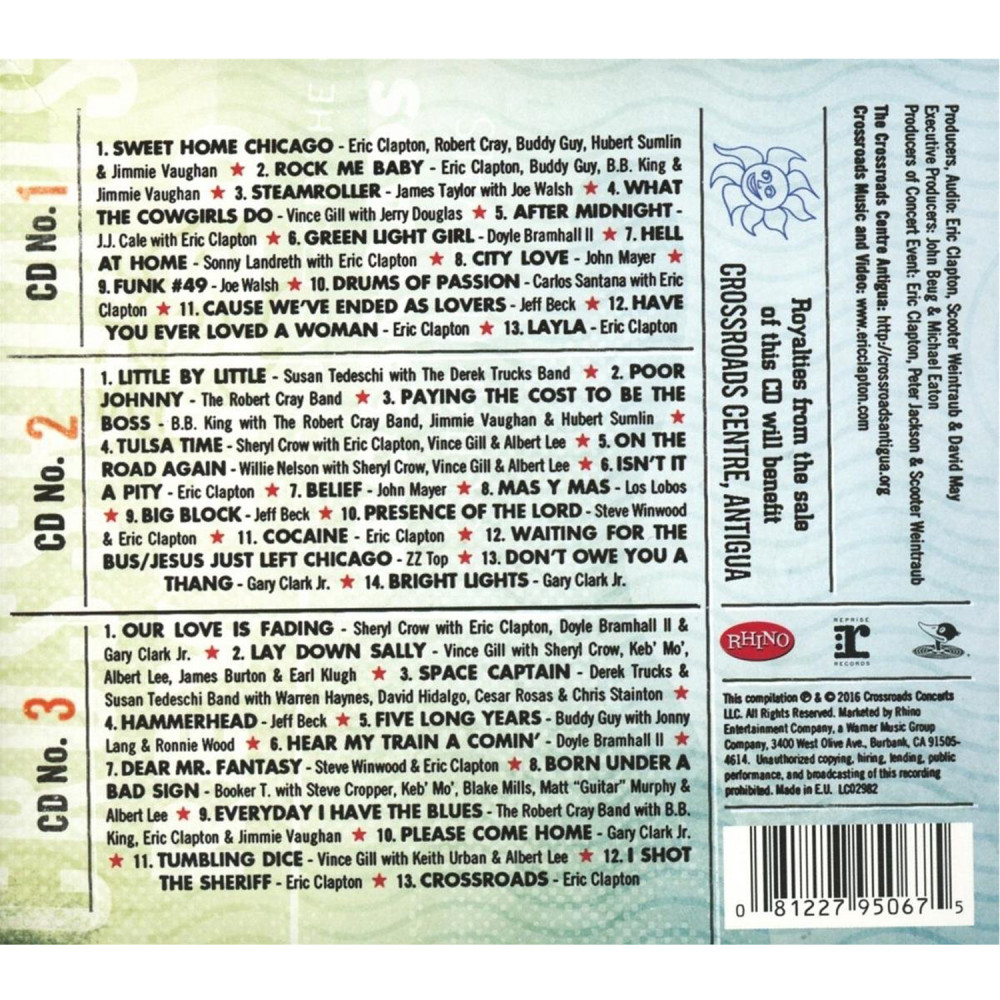 CD No. 1
1. SWEET HOME CHICAGO - Eric Clapton, Robert Cray, Buddy Guy, Hubert Sumlin
& Jimmie Vaughan ★ 2. ROCK ME BABY - Eric Clapton, Buddy Guy, B.B. King &
Jimmie Vaughan ★ 3. STEAMROLLER - James Taylor with Joe Walsh ★ 4. WHAT
THE COWGIRLS DO - Vince Gill with Jerry Douglas ★ 5. AFTER MIDNIGHT -
J.J. Cale with Eric Clapton ★ 6. GREEN LIGHT GIRL - Doyle Bramhall II ★ 7. HELL
AT HOME - Sonny Landreth with Eric Clapton ★ 8. CITY LOVE - John Mayer ★
9. FUNK #49 - Joe Walsh ★ 10. DRUMS OF PASSION - Carlos Santana with Eric
Clapton ★ 11. CAUSE WE'VE ENDED AS LOVERS - Jeff Beck ★ 12. HAVE
YOU EVER LOVED A WOMAN - Eric Clapton ★ 13. LAYLA - Eric Clapton
CD No. 2
1. LITTLE BY LITTLE - Susan Tedeschi with The Derek Trucks Band ★ 2. POOR
JOHNNY - The Robert Cray Band ★ 3. PAYING THE COST TO BE THE
BOSS - B.B. King with The Robert Cray Band, Jimmie Vaughan & Hubert Sumlin ★
4. TULSA TIME - Sheryl Crow with Eric Clapton, Vince Gill & Albert Lee ★ 5. ON THE
ROAD AGAIN - Willie Nelson with Sheryl Crow, Vince Gill & Albert Lee ★ 6. ISN'T IT
A PITY - Eric Clapton ★ 7. BELIEF - John Mayer ★ 8. MAS Y MAS - Los Lobos
★ 9. BIG BLOCK - Jeff Beck ★ 10. PRESENCE OF THE LORD - Steve Winwood
& Eric Clapton ★ 11. COCAINE - Eric Clapton ★ 12. WAITING FOR THE
BUS/JESUS JUST LEFT CHICAGO - ZZ Top ★ 13. DON'T OWE YOU A
THANG - Gary Clark Jr. ★ 14. BRIGHT LIGHTS - Gary Clark Jr.
CD No. 3
1. OUR LOVE IS FADING - Sheryl Crow with Eric Clapton, Doyle Bramhall II &
Gary Clark Jr. ★ 2. LAY DOWN SALLY - Vince Gill with Sheryl Crow, Keb' Mo',
Albert Lee, James Burton & Earl Klugh ★ 3. SPACE CAPTAIN - Derek Trucks &
Susan Tedeschi Band with Warren Haynes, David Hidalgo, Cesar Rosas & Chris Stainton ★
4. HAMMERHEAD - Jeff Beck ★ 5. FIVE LONG YEARS - Buddy Guy with Jonny
Lang & Ronnie Wood ★ 6. HEAR MY TRAIN A COMIN' - Doyle Bramhall II ★
7. DEAR MR. FANTASY - Steve Winwood & Eric Clapton ★ 8. BORN UNDER A
BAD SIGN - Booker T. with Steve Cropper, Keb' Mo', Blake Mills, Matt "Guitar" Murphy &
Albert Lee ★ 9. EVERYDAY I HAVE THE BLUES - The Robert Cray Band with B.B.
King, Eric Clapton & Jimmie Vaughan ★ 10. PLEASE COME HOME - Gary Clark Jr.
★ 11. TUMBLING DICE - Vince Gill with Keith Urban & Albert Lee ★ 12. I SHOT
THE SHERIFF - Eric Clapton ★ 13. CROSSROADS - Eric Clapton
Producers, Audio: Eric Clapton, Scooter Weintraub & David May
Executive Producers: John Beug & Michael Eaton
Producers of Concert Event: Eric Clapton, Peter Jackson & Scooter Weintraub
The Crossroads Centre Antigua: http://crossroadsantigua.org
Crossroads Music and Video: www.ericclapton.com
Royalties from the sale
of this CD will benefit
CROSSROADS CENTRE, ANTIGUA
RHINO
REPRISE
r
RECORDS
This compilation ℗ & © 2016 Crossroads Concerts
LLC. All Rights Reserved. Marketed by Rhino
Entertainment Company, a Warner Music Group
Company, 3400 West Olive Ave., Burbank, CA 91505-
4614. Unauthorized copying, hiring, lending, public
performance, and broadcasting of this recording
prohibited. Made in E.U. LC02982
0 81227 95067 5